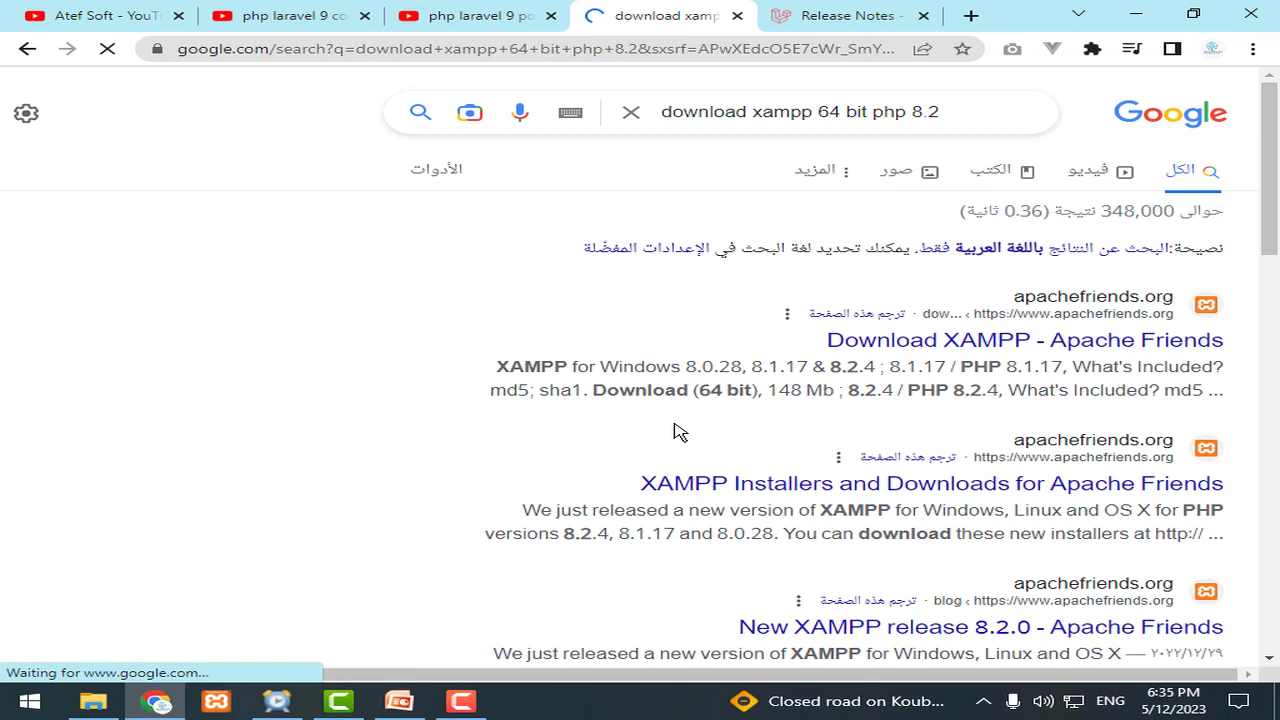 Atef Soft - YouT
php laravel 9 co
php laravel 9 po
download xamp
Release Notes -
google.com/search?q=download+xampp+64+bit+php+8.2&sxsrf=APwXEdcO5E7cWr_SmY...
download xampp 64 bit php 8.2
Google
الكل
فيديو
الكتب
صور
المزيد
الأدوات
حوالى 348,000 نتيجة (0.36 ثانية)
نصيحة:البحث عن النتائج باللغة العربية فقط. يمكنك تحديد لغة البحث في الإعدادات المفضّلة
apachefriends.org
https://www.apachefriends.org › dow... · ترجم هذه الصفحة
Download XAMPP - Apache Friends
XAMPP for Windows 8.0.28, 8.1.17 & 8.2.4 ; 8.1.17 / PHP 8.1.17, What's Included?
md5; sha1. Download (64 bit), 148 Mb ; 8.2.4 / PHP 8.2.4, What's Included? md5 ...
apachefriends.org
https://www.apachefriends.org · ترجم هذه الصفحة
XAMPP Installers and Downloads for Apache Friends
We just released a new version of XAMPP for Windows, Linux and OS X for PHP
versions 8.2.4, 8.1.17 and 8.0.28. You can download these new installers at http:// ...
apachefriends.org
https://www.apachefriends.org › blog · ترجم هذه الصفحة
New XAMPP release 8.2.0 - Apache Friends
٢٩‏/١٢‏/٢٠٢٢ — We just released a new version of XAMPP for Windows, Linux and OS X
Waiting for www.google.com...
Closed road on Koub...
ENG
6:35 PM
5/12/2023